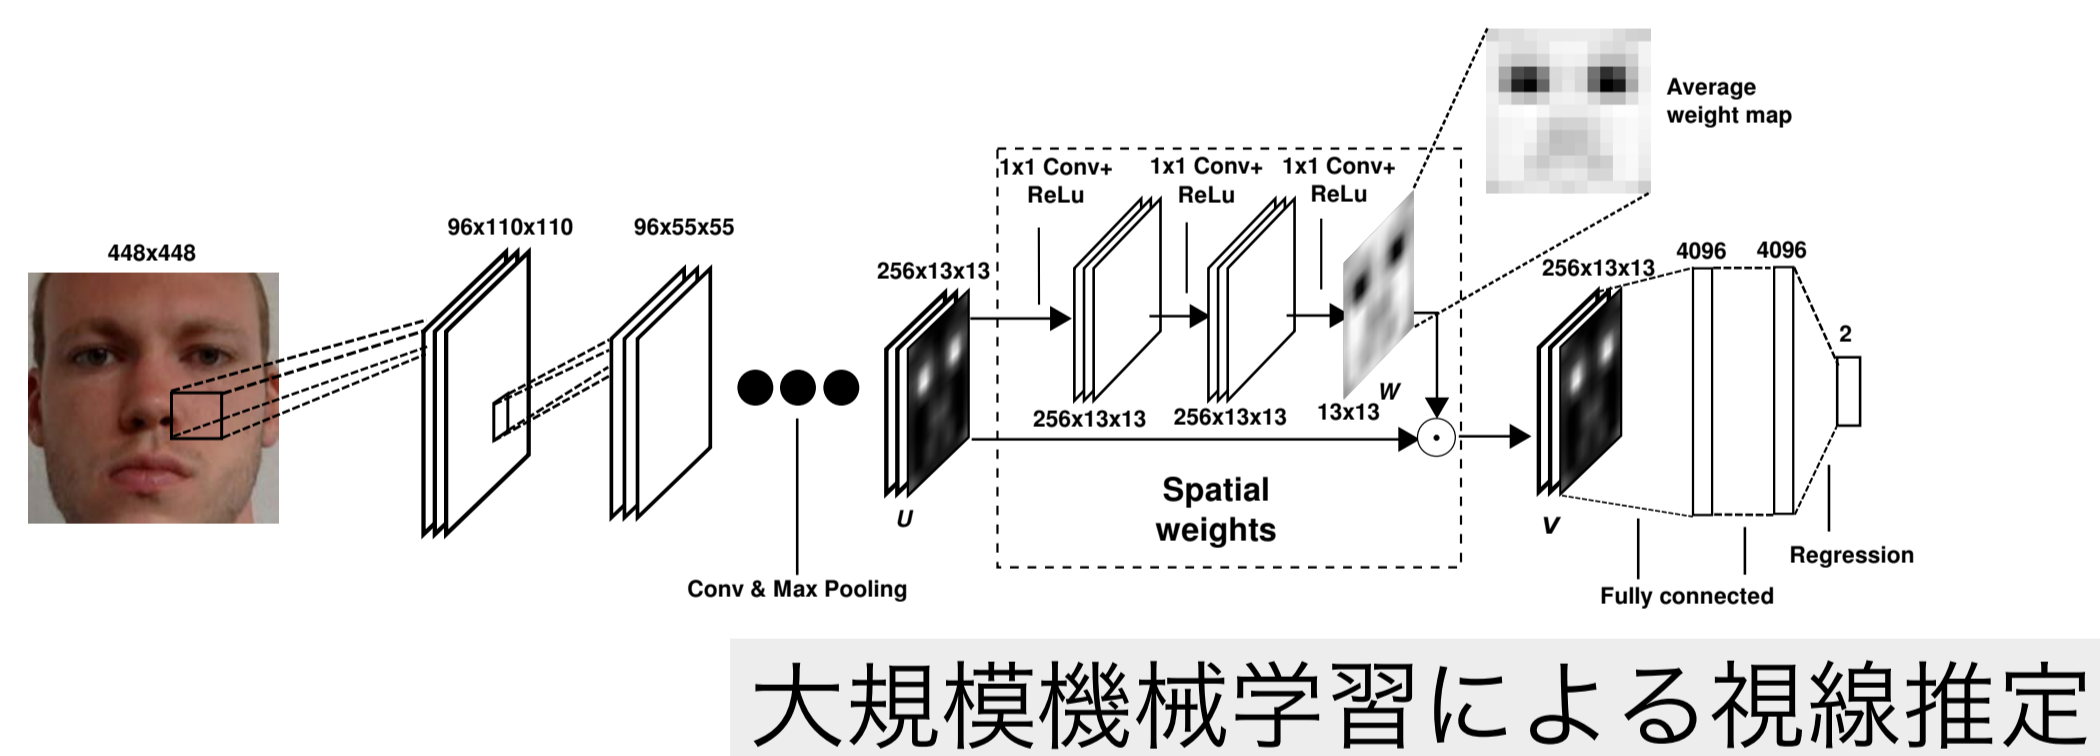 448x448
96x110x110
96x55x55
Conv & Max Pooling
256x13x13
U
1x1 Conv+
ReLu
1x1 Conv+
ReLu
1x1 Conv+
ReLu
256x13x13
256x13x13
13x13
W
Spatial
weights
Average
weight map
256x13x13
V
4096
4096
2
Regression
Fully connected
大規模機械学習による視線推定